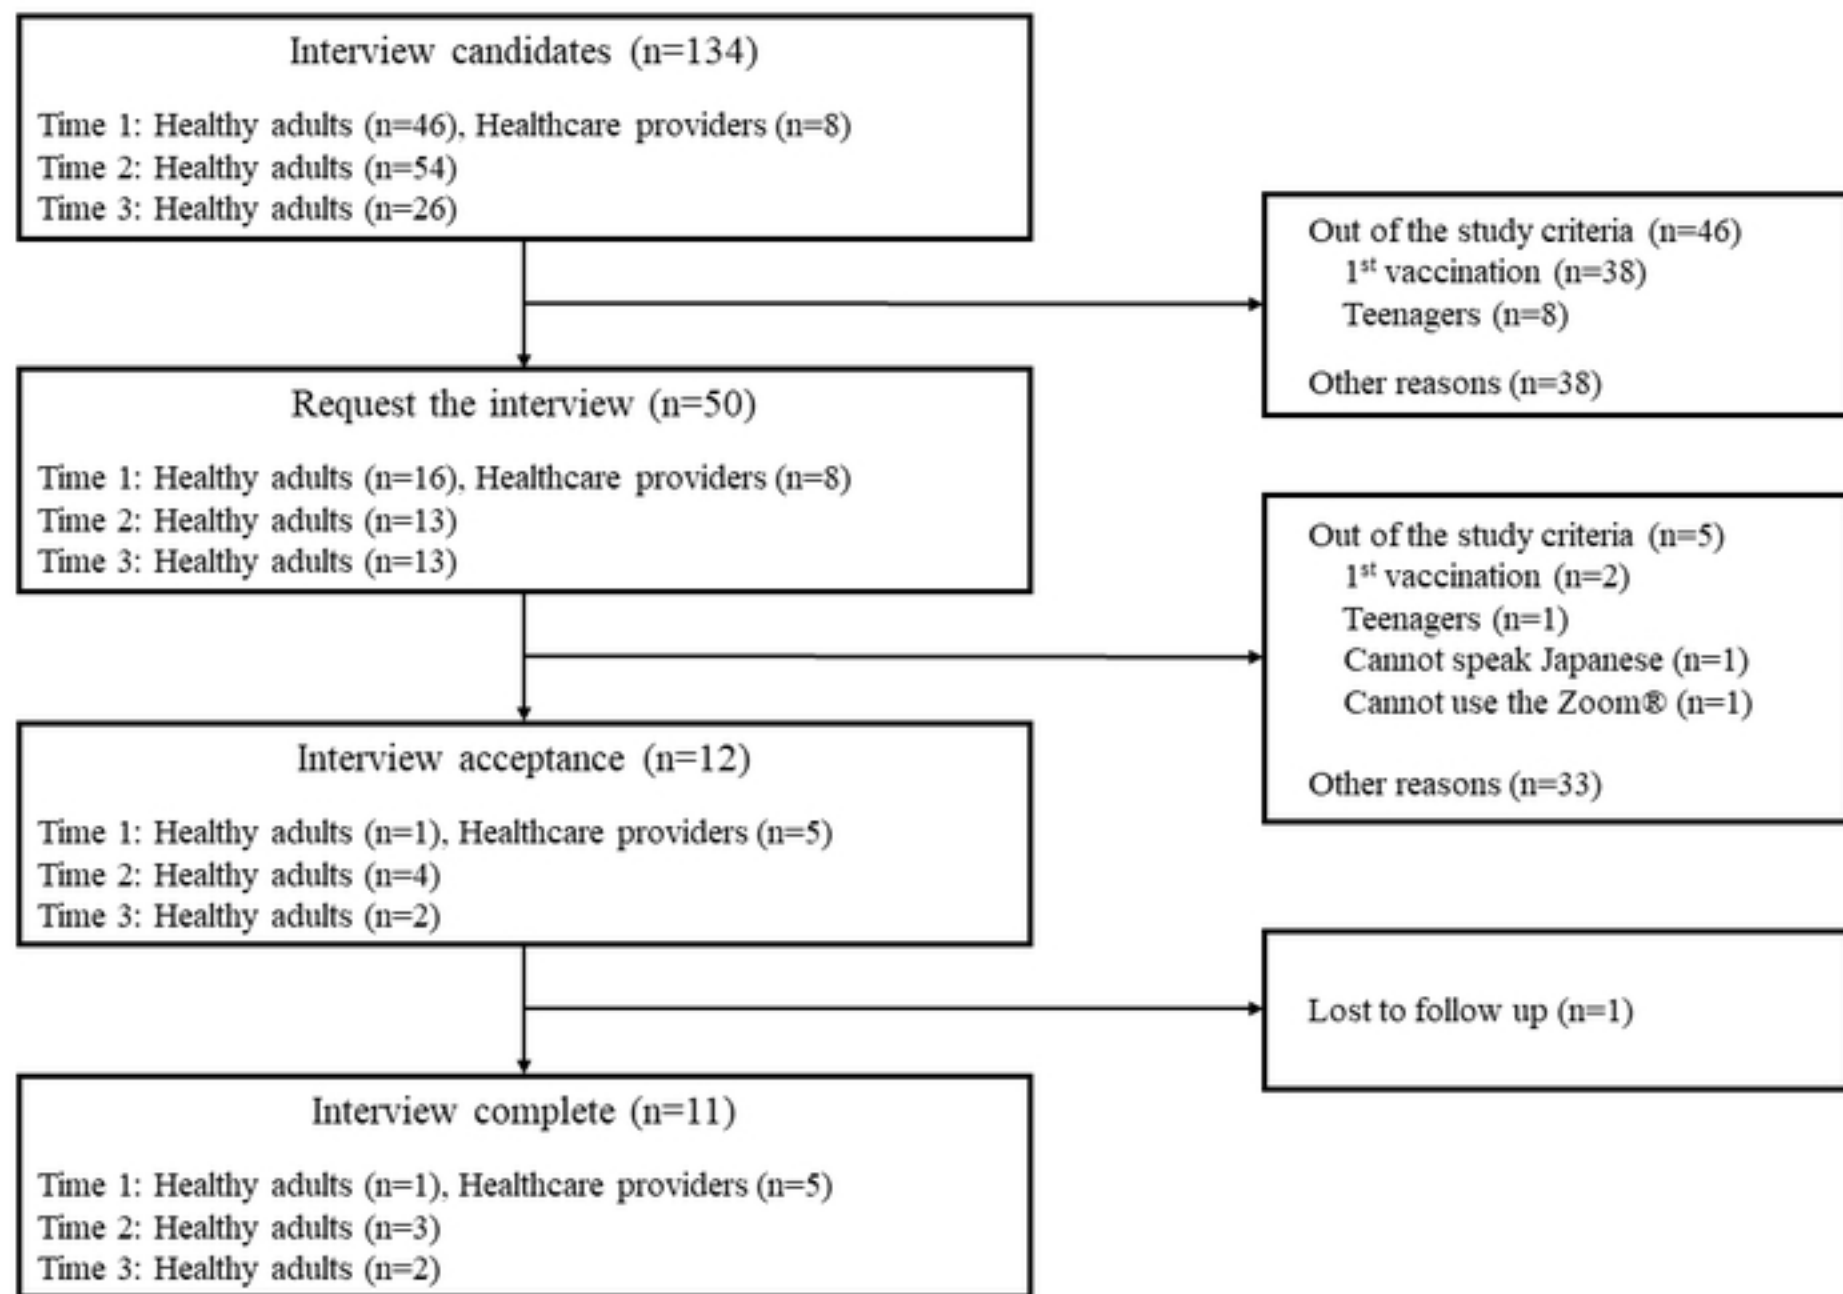 Interview candidates (n=134)
Time 1: Healthy adults (n=46), Healthcare providers (n=8)
Time 2: Healthy adults (n=54)
Time 3: Healthy adults (n=26)
Out of the study criteria (n=46)
1st vaccination (n=38)
Teenagers (n=8)
Other reasons (n=38)
Request the interview (n=50)
Time 1: Healthy adults (n=16), Healthcare providers (n=8)
Time 2: Healthy adults (n=13)
Time 3: Healthy adults (n=13)
Out of the study criteria (n=5)
1st vaccination (n=2)
Teenagers (n=1)
Cannot speak Japanese (n=1)
Cannot use the Zoom® (n=1)
Other reasons (n=33)
Interview acceptance (n=12)
Time 1: Healthy adults (n=1), Healthcare providers (n=5)
Time 2: Healthy adults (n=4)
Time 3: Healthy adults (n=2)
Lost to follow up (n=1)
Interview complete (n=11)
Time 1: Healthy adults (n=1), Healthcare providers (n=5)
Time 2: Healthy adults (n=3)
Time 3: Healthy adults (n=2)